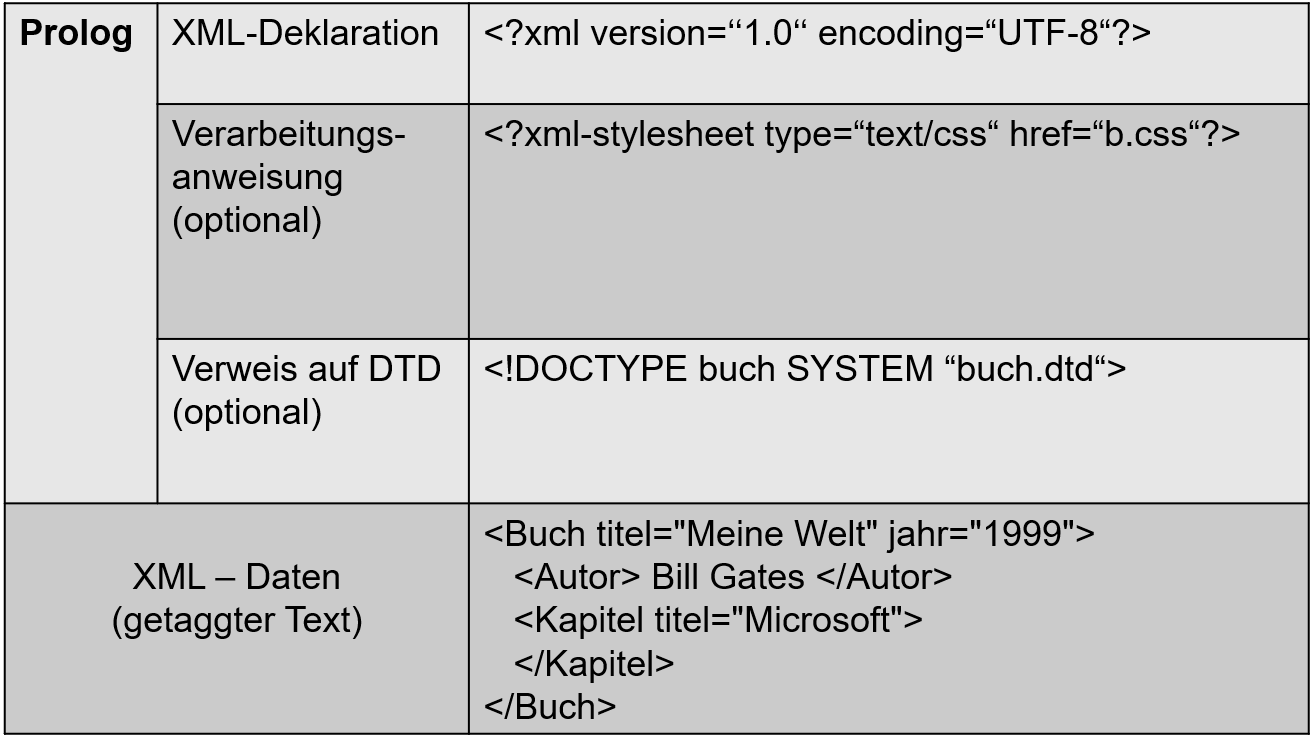 Prolog XML-Deklaration <?xml version=‘‘1.0‘‘ encoding=“UTF-8“?>
Verarbeitungs- <?xml-stylesheet type=“text/css“ href=“b.css“?>
anweisung
(optional)
Verweis auf DTD <!DOCTYPE buch SYSTEM “buch.dtd“>
(optional)
XML – Daten
(getaggter Text)
<Buch titel="Meine Welt" jahr="1999">
<Autor> Bill Gates </Autor>
<Kapitel titel="Microsoft">
</Kapitel>
</Buch>